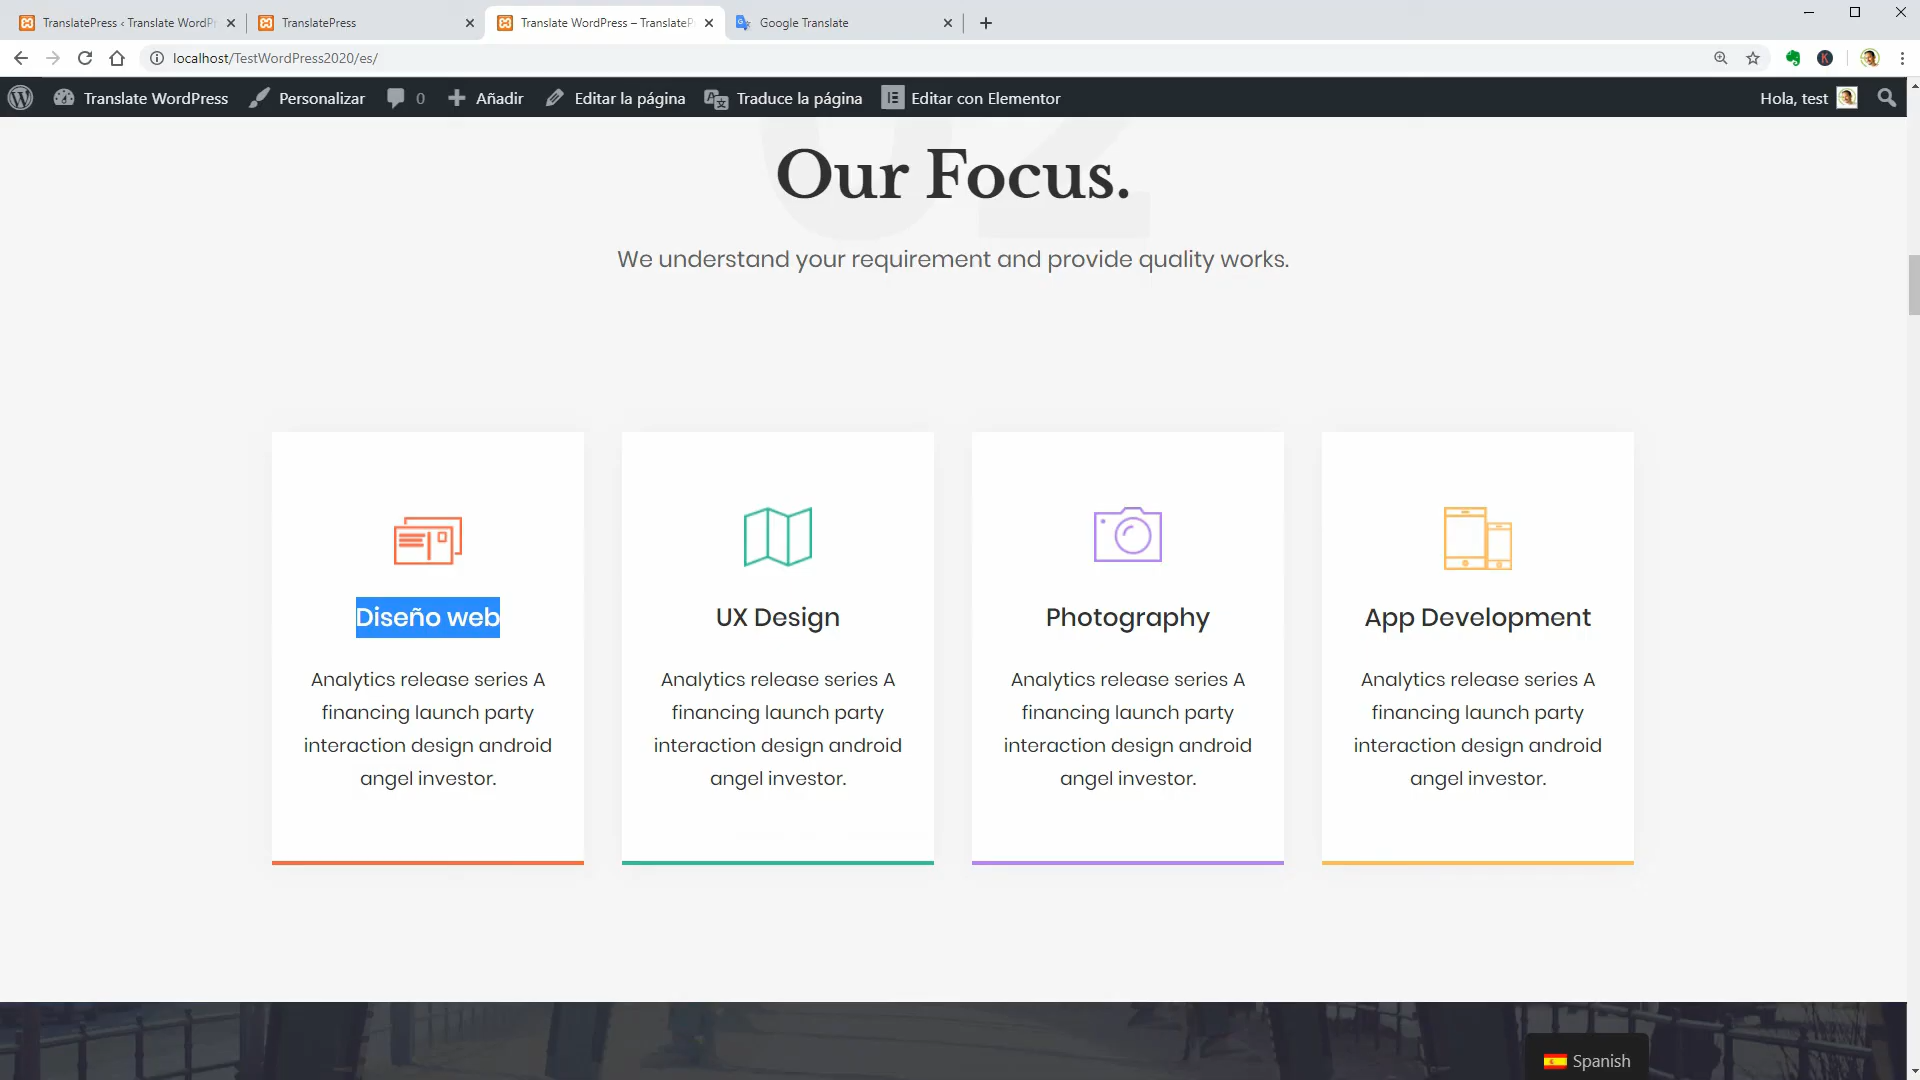 TranslatePress ‹ Translate WordP
TranslatePress
Translate WordPress – TranslateP
Google Translate
localhost/TestWordPress2020/es/
Translate WordPress
Personalizar
0
Añadir
Editar la página
Traduce la página
Editar con Elementor
Hola, test
02
Our Focus.
We understand your requirement and provide quality works.
Diseño web
Analytics release series A
financing launch party
interaction design android
angel investor.
UX Design
Analytics release series A
financing launch party
interaction design android
angel investor.
Photography
Analytics release series A
financing launch party
interaction design android
angel investor.
App Development
Analytics release series A
financing launch party
interaction design android
angel investor.
Spanish